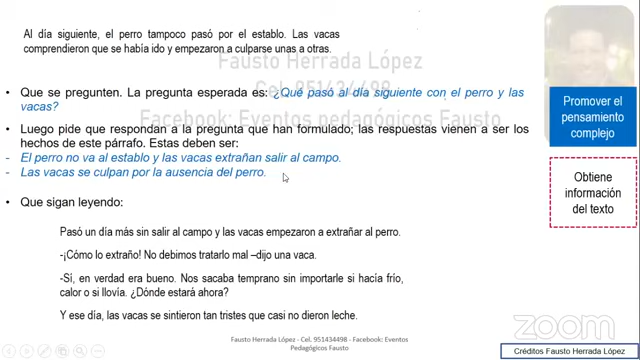 Al día siguiente, el perro tampoco pasó por el establo. Las vacas
comprendieron que se había ido y empezaron a culparse unas a otras.
Fausto Herrada López
Cel. 951434498
Facebook: Eventos pedagógicos Fausto
• Que se pregunten. La pregunta esperada es: ¿Qué pasó al día siguiente con el perro y las
vacas?
• Luego pide que respondan a la pregunta que han formulado; las respuestas vienen a ser los
hechos de este párrafo. Estas deben ser:
- El perro no va al establo y las vacas extrañan salir al campo.
- Las vacas se culpan por la ausencia del perro.
• Que sigan leyendo:
Pasó un día más sin salir al campo y las vacas empezaron a extrañar al perro.
-¡Cómo lo extraño! No debimos tratarlo mal –dijo una vaca.
-Sí, en verdad era bueno. Nos sacaba temprano sin importarle si hacía frío,
calor o si llovía. ¿Dónde estará ahora?
Y ese día, las vacas se sintieron tan tristes que casi no dieron leche.
Promover el
pensamiento
complejo
Obtiene
información
del texto
zoom
Fausto Herrada López - Cel. 951434498 - Facebook: Eventos
Pedagógicos Fausto
Créditos Fausto Herrada López